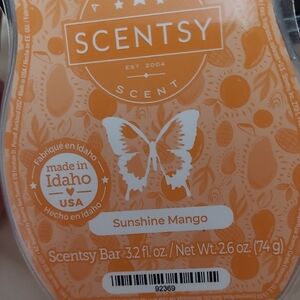 SCENTSY
EST 2004
SCENT
Fabriqué en Idaho
made in
Idaho
USA
Hecho en Idaho
Sunshine Mango
Scentsy Bar 3.2 fl. oz. / Net Wt. 2.6 oz. (74 g)
92369